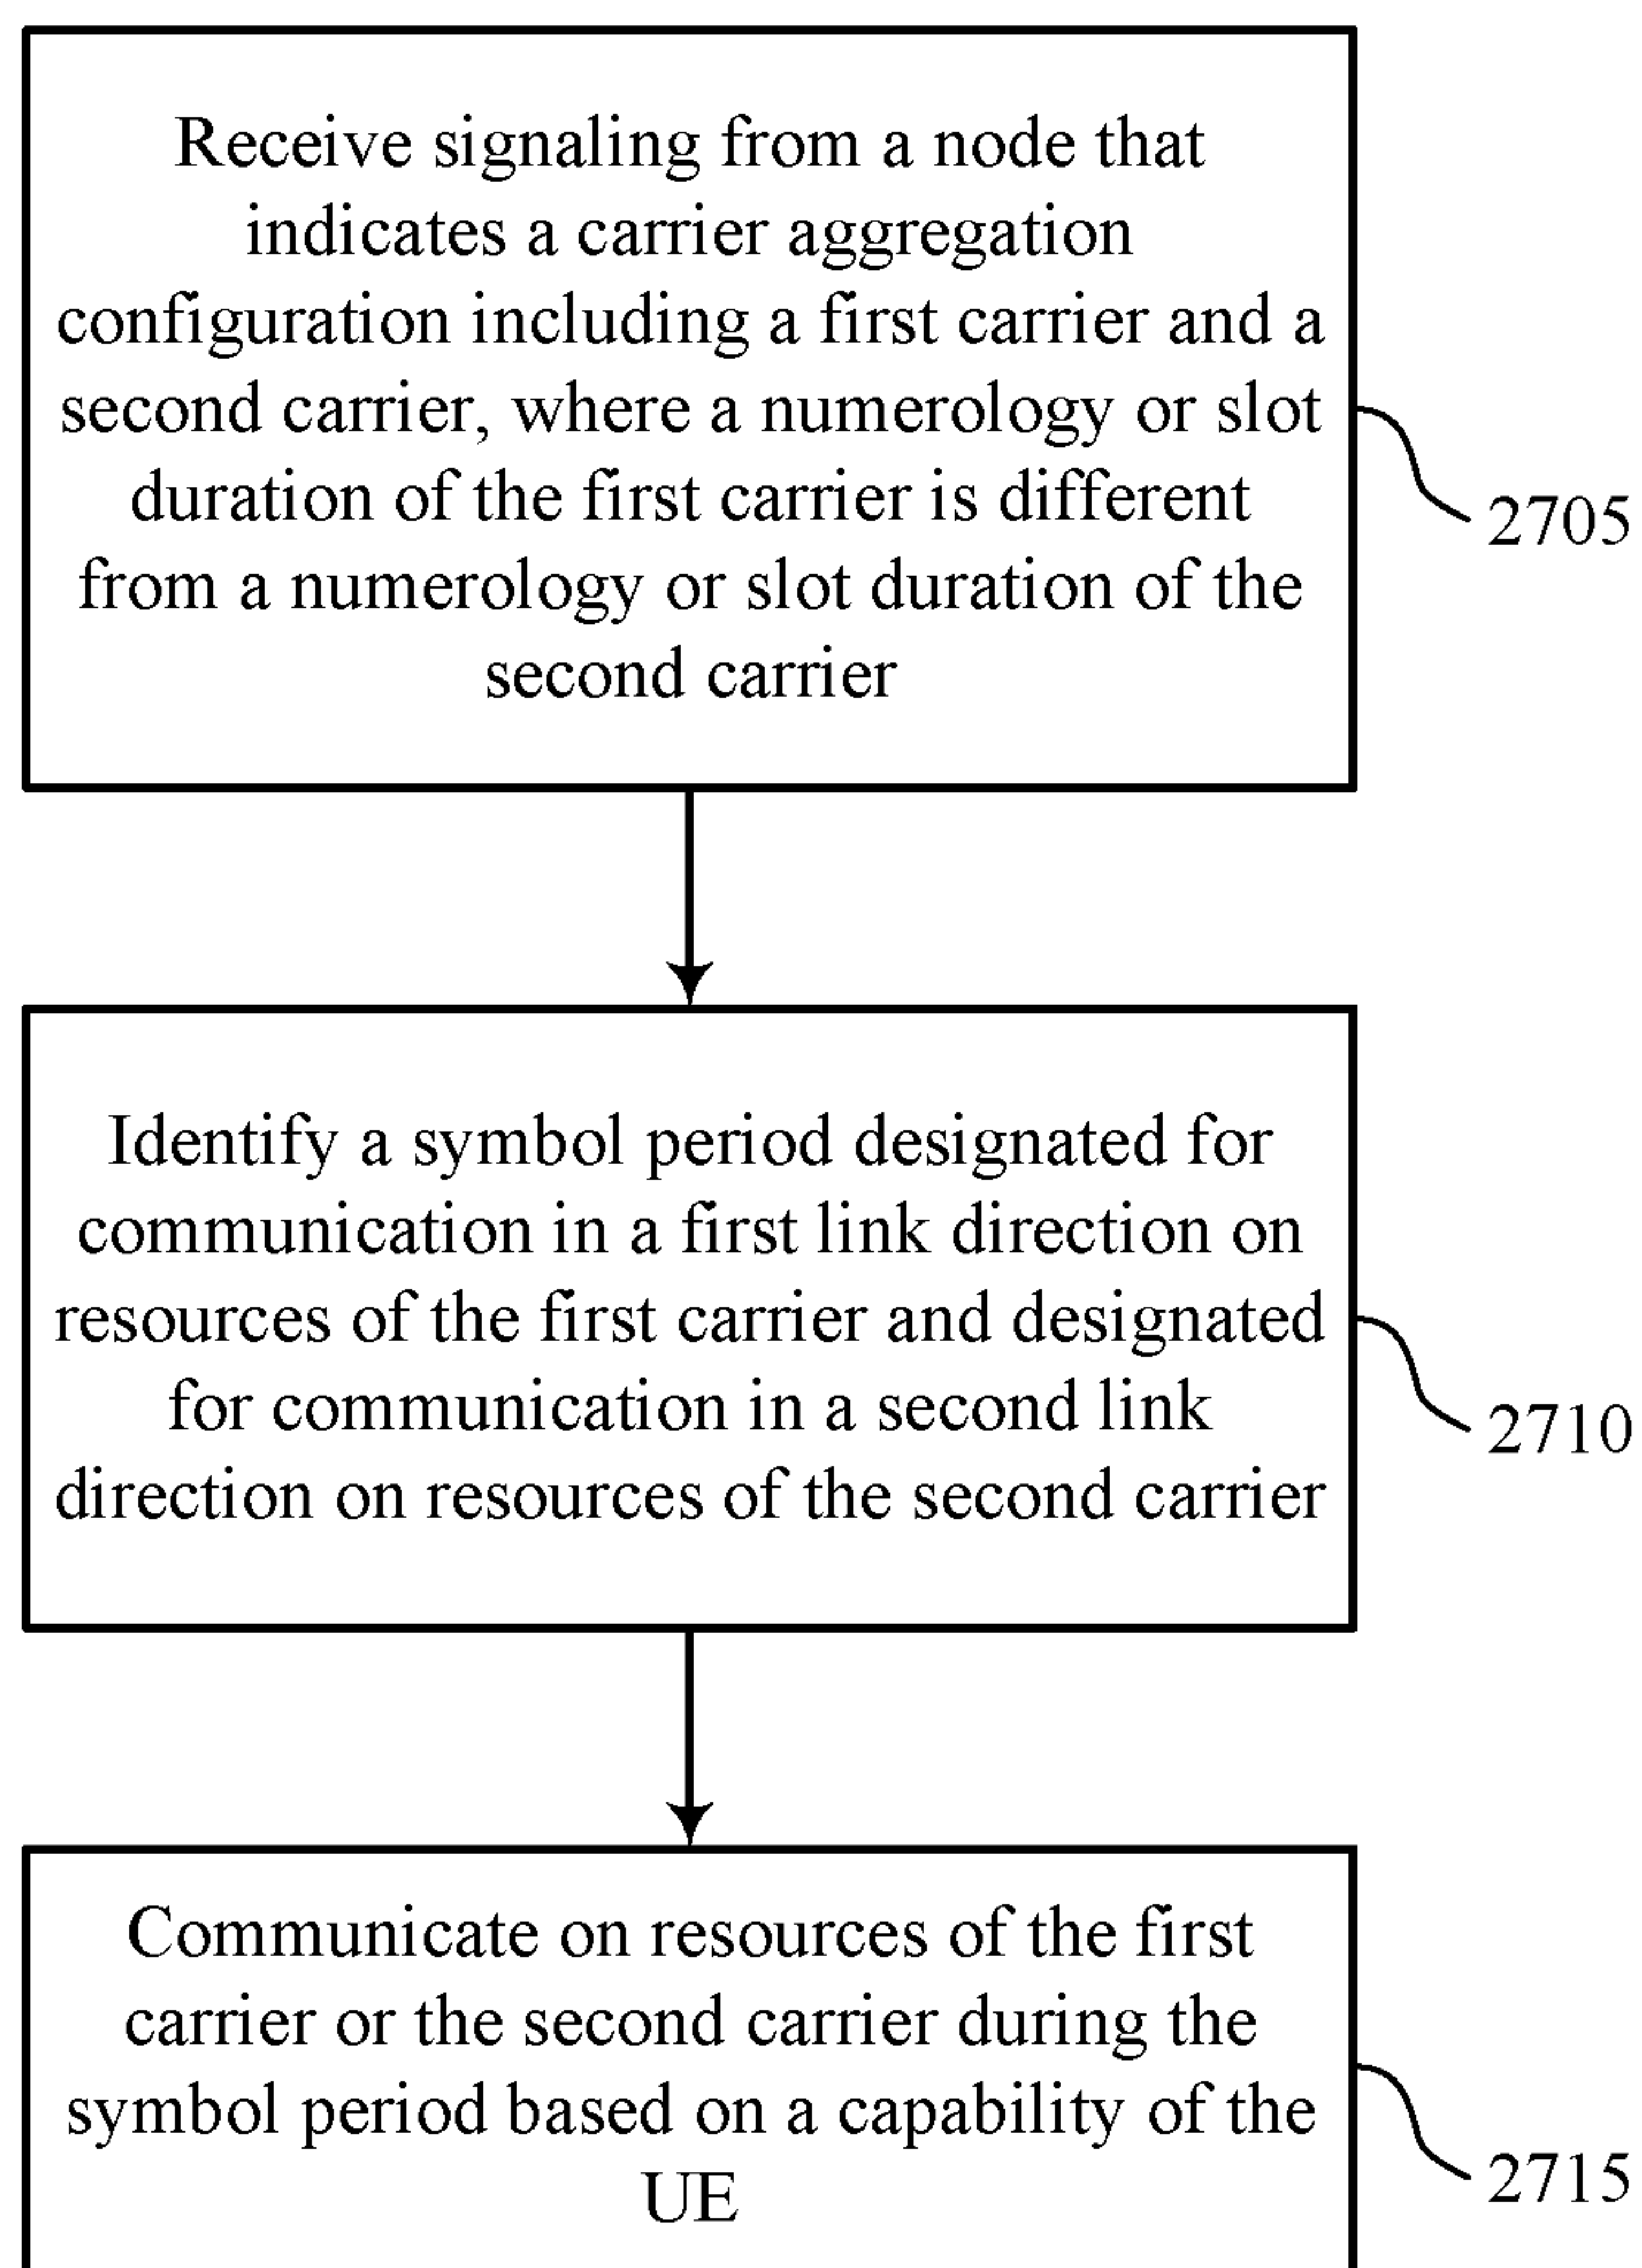 Receive signaling from a node that
indicates a carrier aggregation
configuration including a first carrier and a
second carrier, where a numerology or slot
duration of the first carrier is different
from a numerology or slot duration of the
second carrier
2705
Identify a symbol period designated for
communication in a first link direction on
resources of the first carrier and designated
for communication in a second link
direction on resources of the second carrier
2710
Communicate on resources of the first
carrier or the second carrier during the
symbol period based on a capability of the
UE
2715